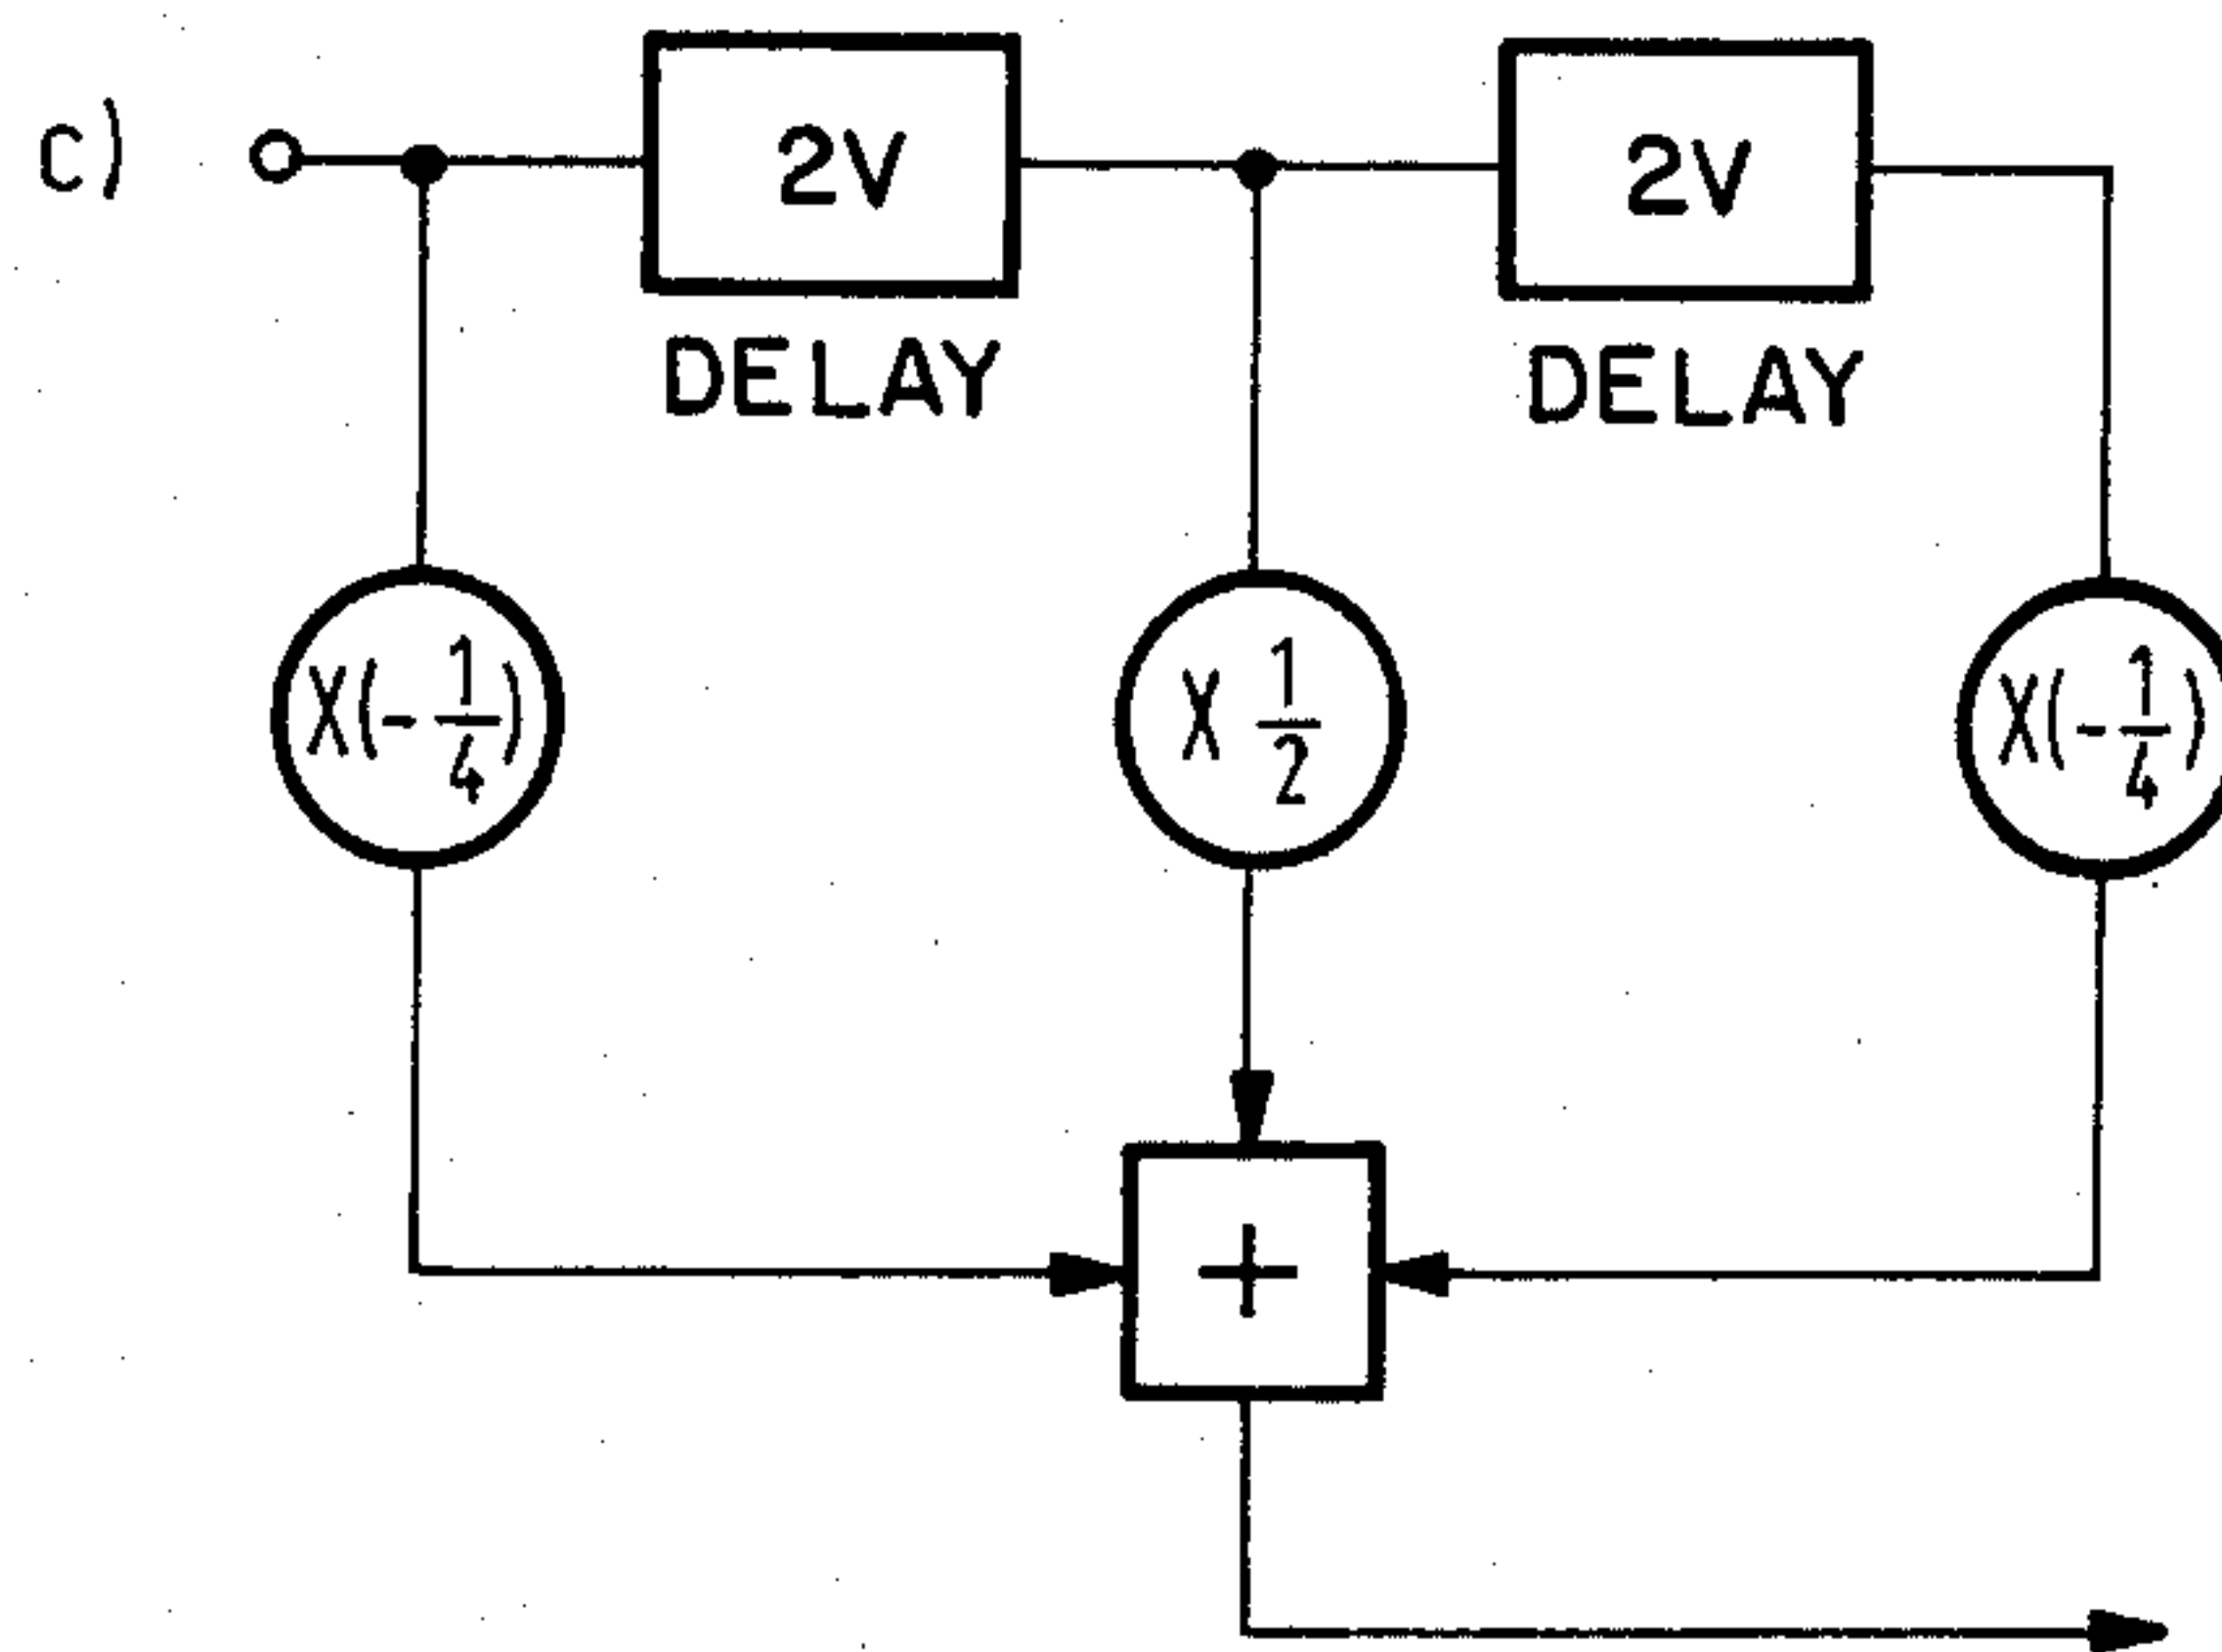 c)
2V
2V
DELAY
DELAY
X(-1/4)
X 1/2
X(-1/4)
+